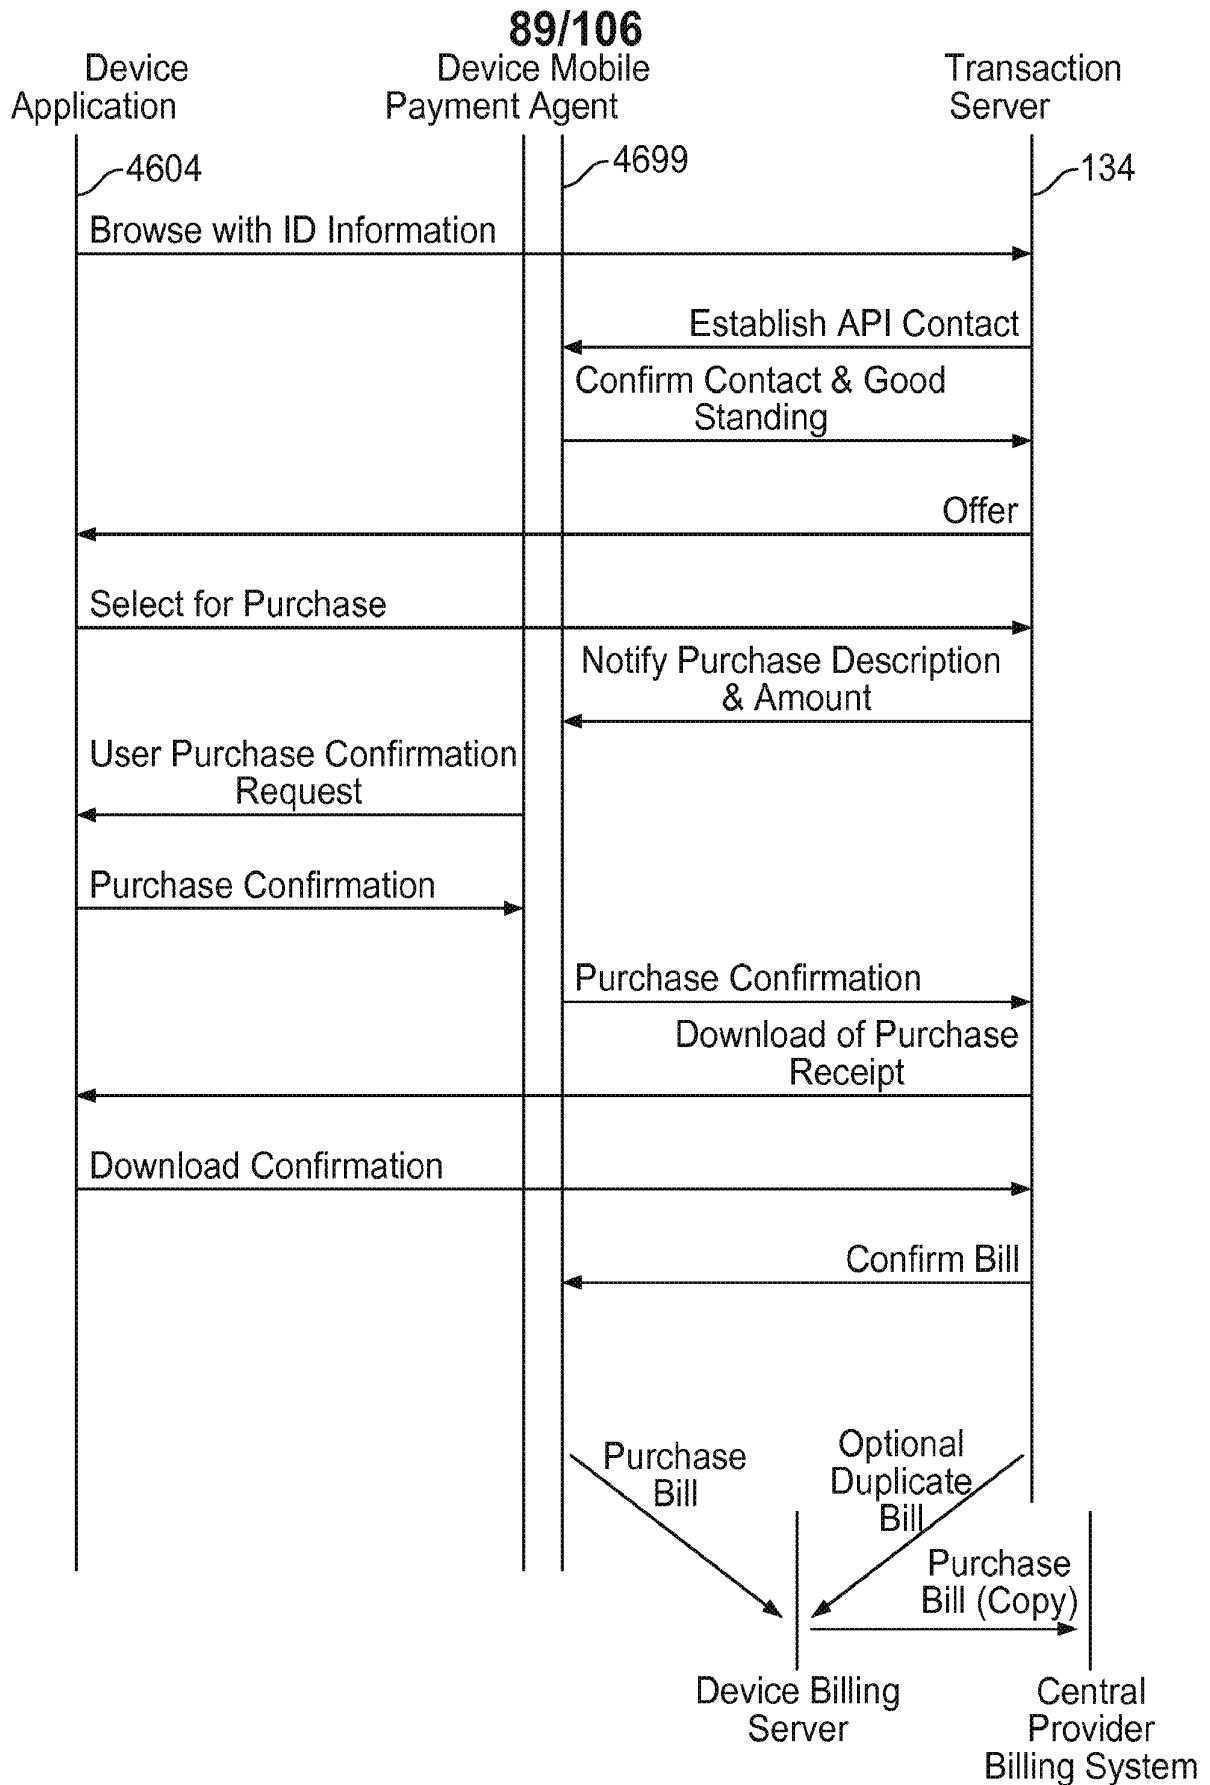 89/106
Device
Application
Device Mobile
Payment Agent
Transaction
Server
4604
4699
134
Browse with ID Information
Establish API Contact
Confirm Contact & Good
Standing
Offer
Select for Purchase
Notify Purchase Description
& Amount
User Purchase Confirmation
Request
Purchase Confirmation
Purchase Confirmation
Download of Purchase
Receipt
Download Confirmation
Confirm Bill
Purchase
Bill
Optional
Duplicate
Bill
Purchase
Bill (Copy)
Device Billing
Server
Central
Provider
Billing System